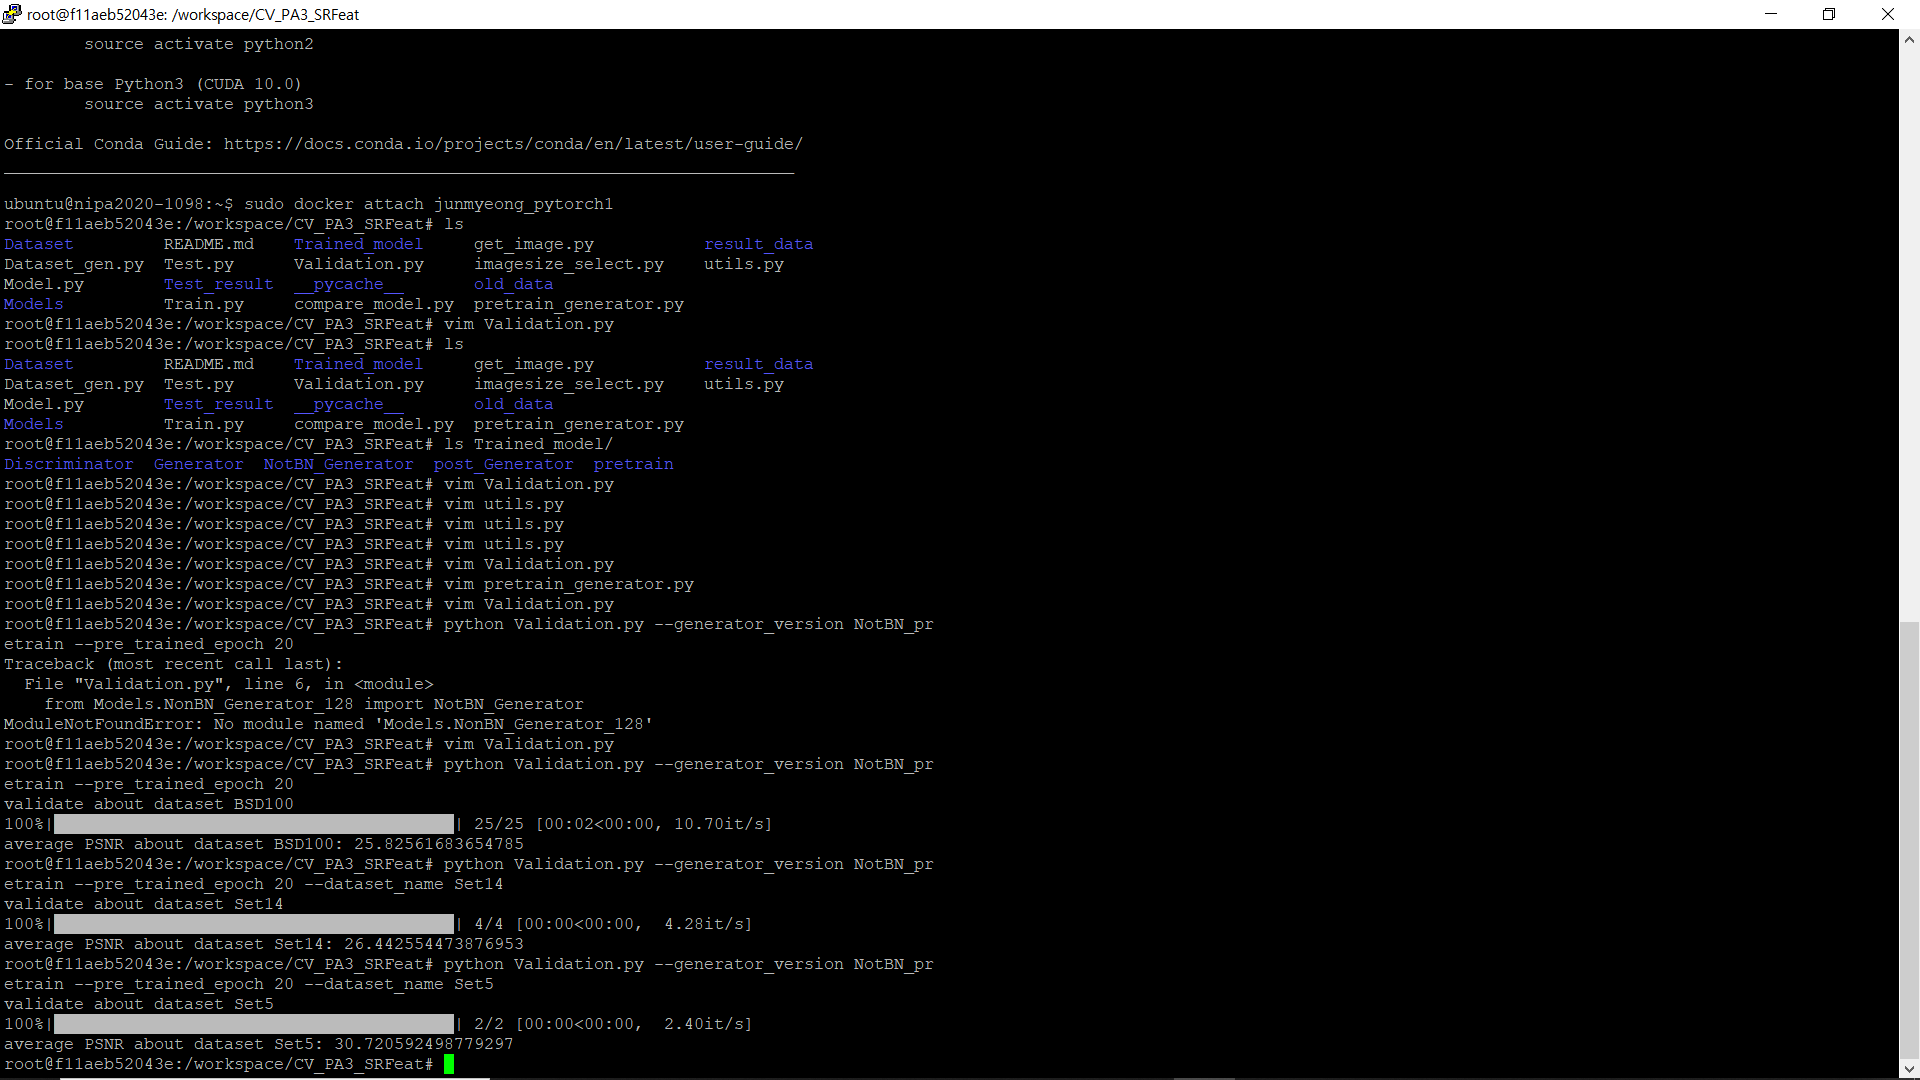 root@f11aeb52043e: /workspace/CV_PA3_SRFeat
        source activate python2
- for base Python3 (CUDA 10.0)
        source activate python3
Official Conda Guide: https://docs.conda.io/projects/conda/en/latest/user-guide/
_______________________________________________________________________________
ubuntu@nipa2020-1098:~$ sudo docker attach junmyeong_pytorch1
root@f11aeb52043e:/workspace/CV_PA3_SRFeat# ls
Dataset         README.md    Trained_model     get_image.py           result_data
Dataset_gen.py  Test.py      Validation.py     imagesize_select.py    utils.py
Model.py        Test_result  __pycache__       old_data
Models          Train.py     compare_model.py  pretrain_generator.py
root@f11aeb52043e:/workspace/CV_PA3_SRFeat# vim Validation.py
root@f11aeb52043e:/workspace/CV_PA3_SRFeat# ls
Dataset         README.md    Trained_model     get_image.py           result_data
Dataset_gen.py  Test.py      Validation.py     imagesize_select.py    utils.py
Model.py        Test_result  __pycache__       old_data
Models          Train.py     compare_model.py  pretrain_generator.py
root@f11aeb52043e:/workspace/CV_PA3_SRFeat# ls Trained_model/
Discriminator  Generator  NotBN_Generator  post_Generator  pretrain
root@f11aeb52043e:/workspace/CV_PA3_SRFeat# vim Validation.py
root@f11aeb52043e:/workspace/CV_PA3_SRFeat# vim utils.py
root@f11aeb52043e:/workspace/CV_PA3_SRFeat# vim utils.py
root@f11aeb52043e:/workspace/CV_PA3_SRFeat# vim utils.py
root@f11aeb52043e:/workspace/CV_PA3_SRFeat# vim Validation.py
root@f11aeb52043e:/workspace/CV_PA3_SRFeat# vim pretrain_generator.py
root@f11aeb52043e:/workspace/CV_PA3_SRFeat# vim Validation.py
root@f11aeb52043e:/workspace/CV_PA3_SRFeat# python Validation.py --generator_version NotBN_pr
etrain --pre_trained_epoch 20
Traceback (most recent call last):
  File "Validation.py", line 6, in <module>
    from Models.NonBN_Generator_128 import NotBN_Generator
ModuleNotFoundError: No module named 'Models.NonBN_Generator_128'
root@f11aeb52043e:/workspace/CV_PA3_SRFeat# vim Validation.py
root@f11aeb52043e:/workspace/CV_PA3_SRFeat# python Validation.py --generator_version NotBN_pr
etrain --pre_trained_epoch 20
validate about dataset BSD100
100%|████████████████████████████████████████| 25/25 [00:02<00:00, 10.70it/s]
average PSNR about dataset BSD100: 25.82561683654785
root@f11aeb52043e:/workspace/CV_PA3_SRFeat# python Validation.py --generator_version NotBN_pr
etrain --pre_trained_epoch 20 --dataset_name Set14
validate about dataset Set14
100%|████████████████████████████████████████| 4/4 [00:00<00:00,  4.28it/s]
average PSNR about dataset Set14: 26.442554473876953
root@f11aeb52043e:/workspace/CV_PA3_SRFeat# python Validation.py --generator_version NotBN_pr
etrain --pre_trained_epoch 20 --dataset_name Set5
validate about dataset Set5
100%|████████████████████████████████████████| 2/2 [00:00<00:00,  2.40it/s]
average PSNR about dataset Set5: 30.720592498779297
root@f11aeb52043e:/workspace/CV_PA3_SRFeat#